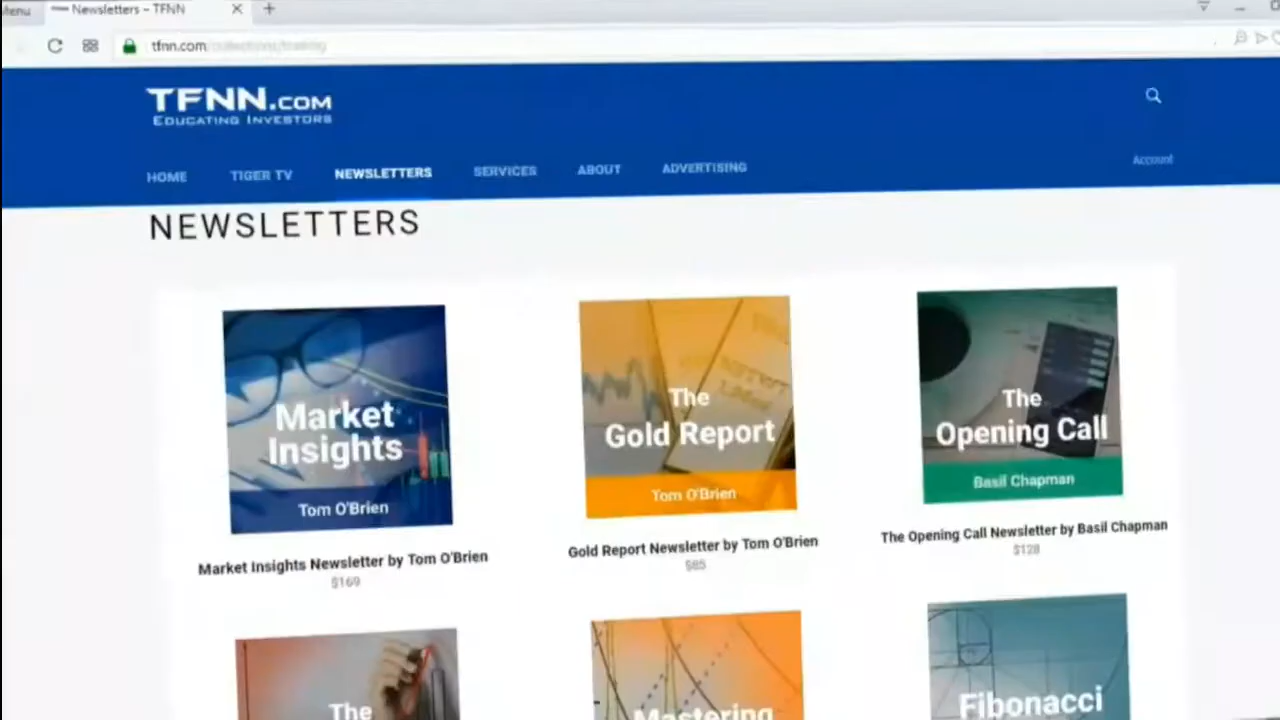 Newsletters – TFNN
tfnn.com
TFNN.COM
EDUCATING INVESTORS
HOME
TIGER TV
NEWSLETTERS
SERVICES
ABOUT
ADVERTISING
Account
NEWSLETTERS
Market
Insights
Tom O'Brien
Market Insights Newsletter by Tom O'Brien
$169
The
Gold Report
Tom O'Brien
Gold Report Newsletter by Tom O'Brien
The
Opening Call
Basil Chapman
The Opening Call Newsletter by Basil Chapman
$128
The
Mastering
Fibonacci